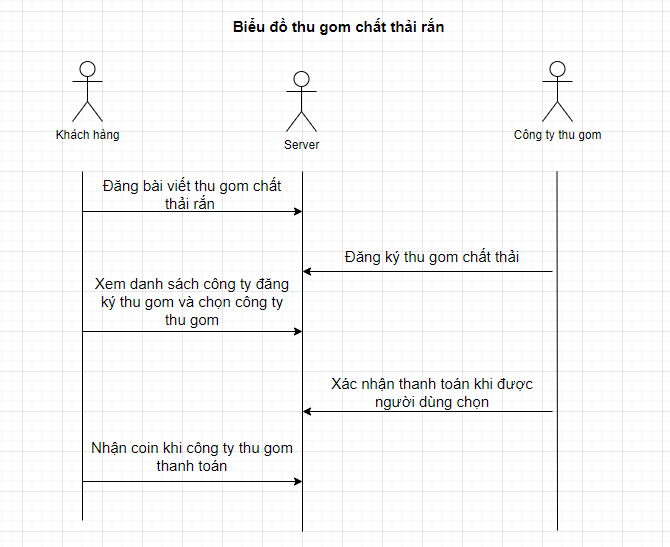 Biểu đồ thu gom chất thải rắn
Khách hàng
Server
Công ty thu gom
Đăng bài viết thu gom chất
thải rắn
Đăng ký thu gom chất thải
Xem danh sách công ty đăng
ký thu gom và chọn công ty
thu gom
Xác nhận thanh toán khi được
người dùng chọn
Nhận coin khi công ty thu gom
thanh toán